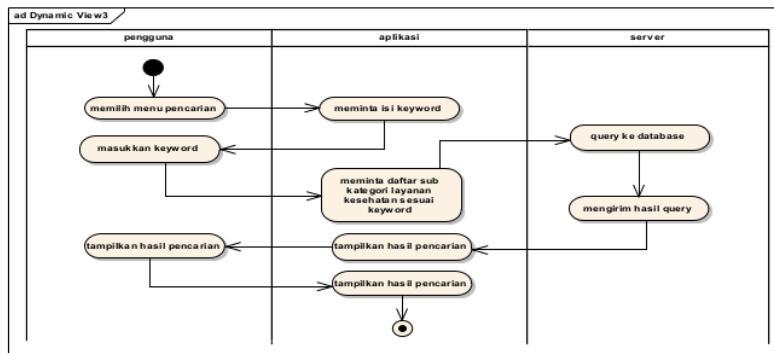 ad Dynamic View3
pengguna
aplikasi
server
memilih menu pencarian
meminta isi keyword
masukkan keyword
query ke database
meminta daftar sub
kategori layanan
kesehatan sesuai
keyword
mengirim hasil query
tampilkan hasil pencarian
tampilkan hasil pencarian
tampilkan hasil pencarian